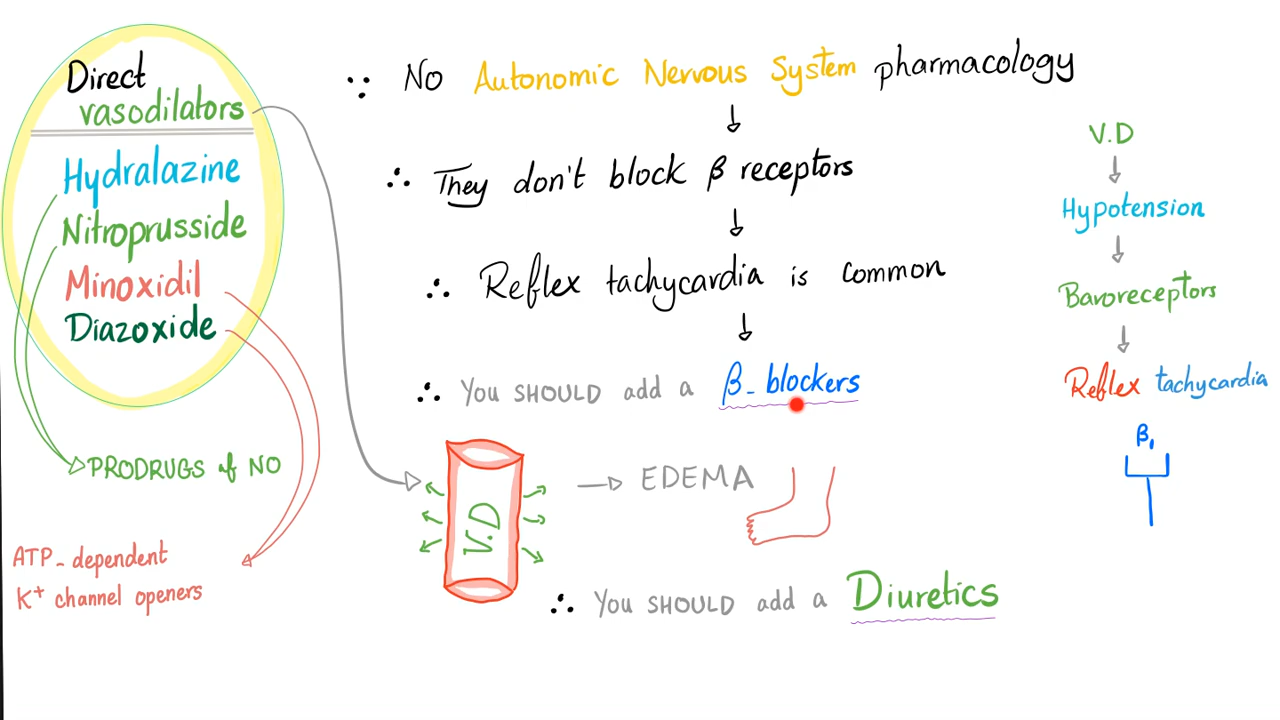 Direct
vasodilators
Hydralazine
Nitroprusside
Minoxidil
Diazoxide
PRODRUGS of NO
ATP-dependent
K+ channel openers
∵ No Autonomic Nervous System pharmacology
↓
∴ They don't block β receptors
↓
∴ Reflex tachycardia is common
↓
∴ You SHOULD add a β-blockers
V.D
→ EDEMA
∴ You SHOULD add a Diuretics
V.D
↓
Hypotension
↓
Baroreceptors
↓
Reflex tachycardia
β₁